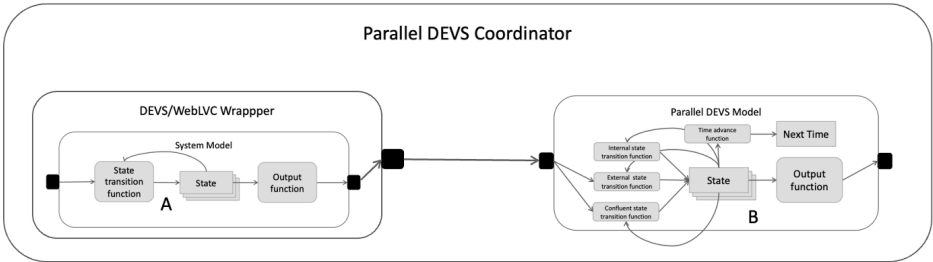 Parallel DEVS Coordinator
DEVS/WebLVC Wrappper
System Model
State
transition
function
State
Output
function
A
Parallel DEVS Model
Time advance
function
Next Time
Internal state
transition function
External state
transition function
State
Output
function
Confluent state
transition function
B